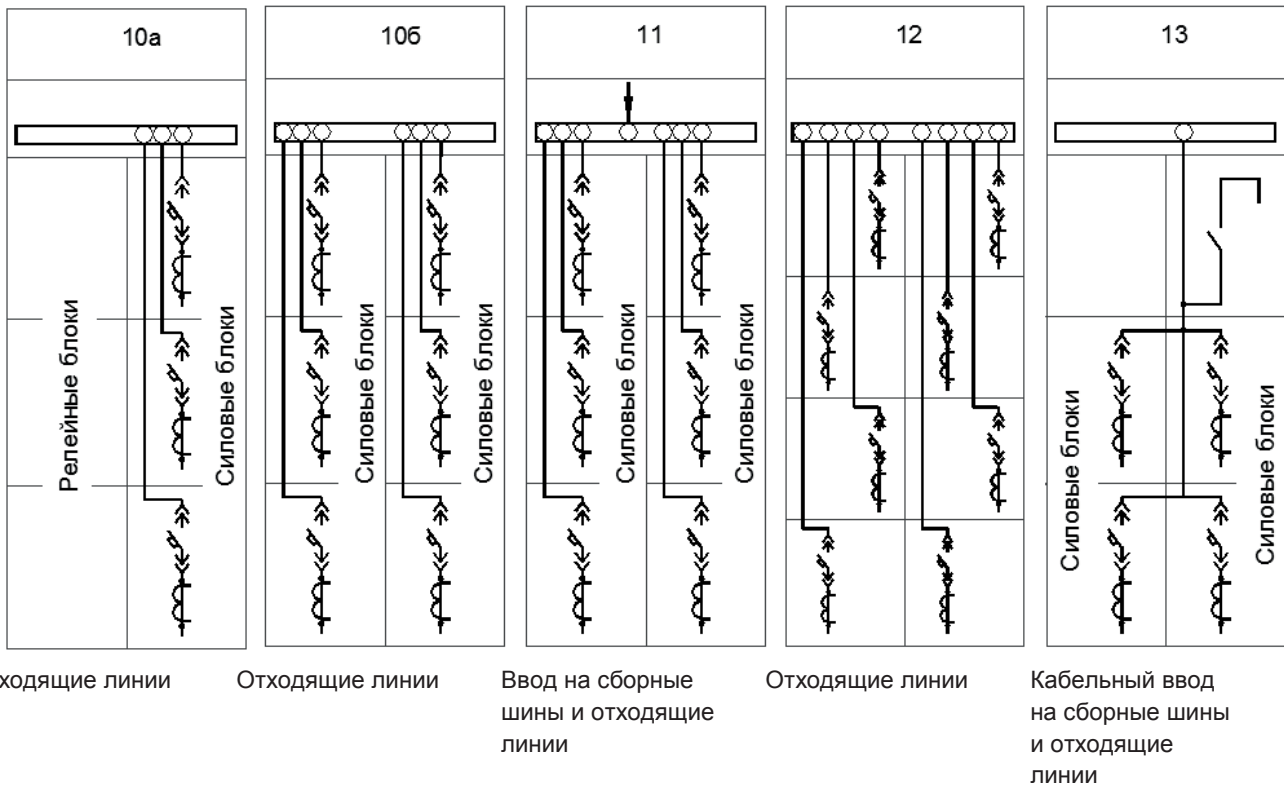 10а
10б
11
12
13
Релейные блоки
Силовые блоки
Силовые блоки
Силовые блоки
Силовые блоки
Силовые блоки
Силовые блоки
Силовые блоки
ходящие линии
Отходящие линии
Ввод на сборные
шины и отходящие
линии
Отходящие линии
Кабельный ввод
на сборные шины
и отходящие
линии